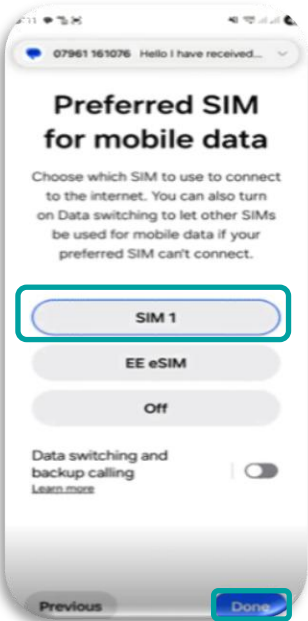 07961 161076 Hello I have received...
Preferred SIM
for mobile data
Choose which SIM to use to connect
to the internet. You can also turn
on Data switching to let other SIMs
be used for mobile data if your
preferred SIM can't connect.
SIM 1
EE eSIM
Off
Data switching and
backup calling
Learn more
Previous
Done